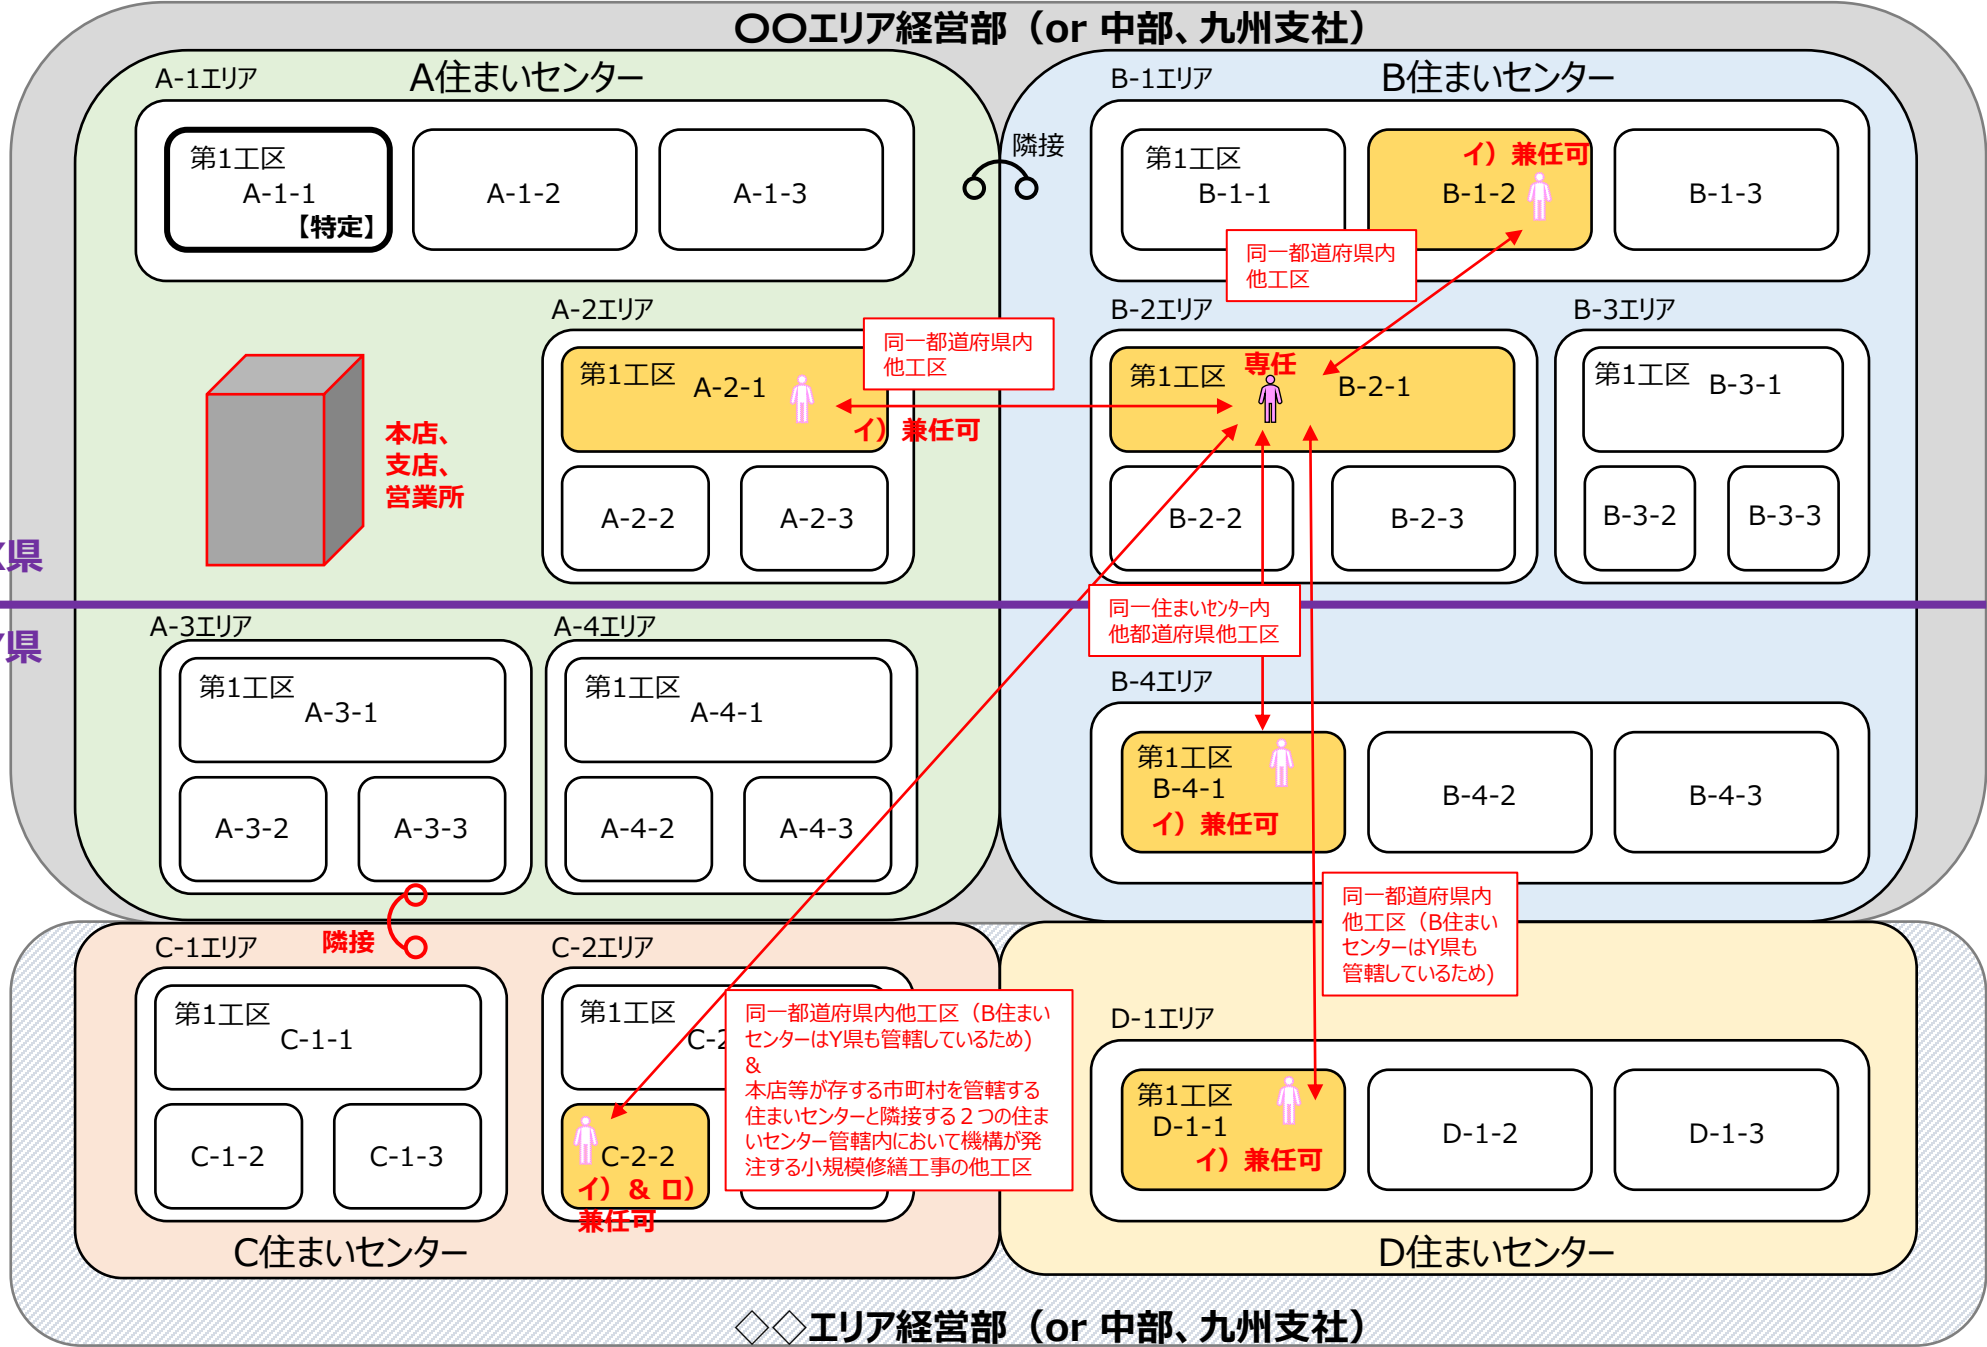 〇〇エリア経営部（or 中部、九州支社）
A-1エリア
A住まいセンター
第1工区
A-1-1
【特定】
A-1-2
A-1-3
隣接
B-1エリア
B住まいセンター
第1工区
B-1-1
イ）兼任可
B-1-2
B-1-3
同一都道府県内
他工区
A-2エリア
第1工区
A-2-1
同一都道府県内
他工区
イ）兼任可
A-2-2
A-2-3
本店、
支店、
営業所
B-2エリア
第1工区
専任
B-2-1
B-2-2
B-2-3
B-3エリア
第1工区
B-3-1
B-3-2
B-3-3
県
県
同一住まいセンター内
他都道府県他工区
A-3エリア
第1工区
A-3-1
A-3-2
A-3-3
A-4エリア
第1工区
A-4-1
A-4-2
A-4-3
B-4エリア
第1工区
B-4-1
イ）兼任可
B-4-2
B-4-3
同一都道府県内
他工区（B住まい
センターはY県も
管轄しているため)
隣接
C-1エリア
第1工区
C-1-1
C-1-2
C-1-3
C-2エリア
第1工区
C-2-2
イ）& ロ）
兼任可
同一都道府県内他工区（B住まい
センターはY県も管轄しているため)
&
本店等が存する市町村を管轄する
住まいセンターと隣接する２つの住ま
いセンター管轄内において機構が発
注する小規模修繕工事の他工区
C住まいセンター
D-1エリア
第1工区
D-1-1
イ）兼任可
D-1-2
D-1-3
D住まいセンター
◇◇エリア経営部（or 中部、九州支社）